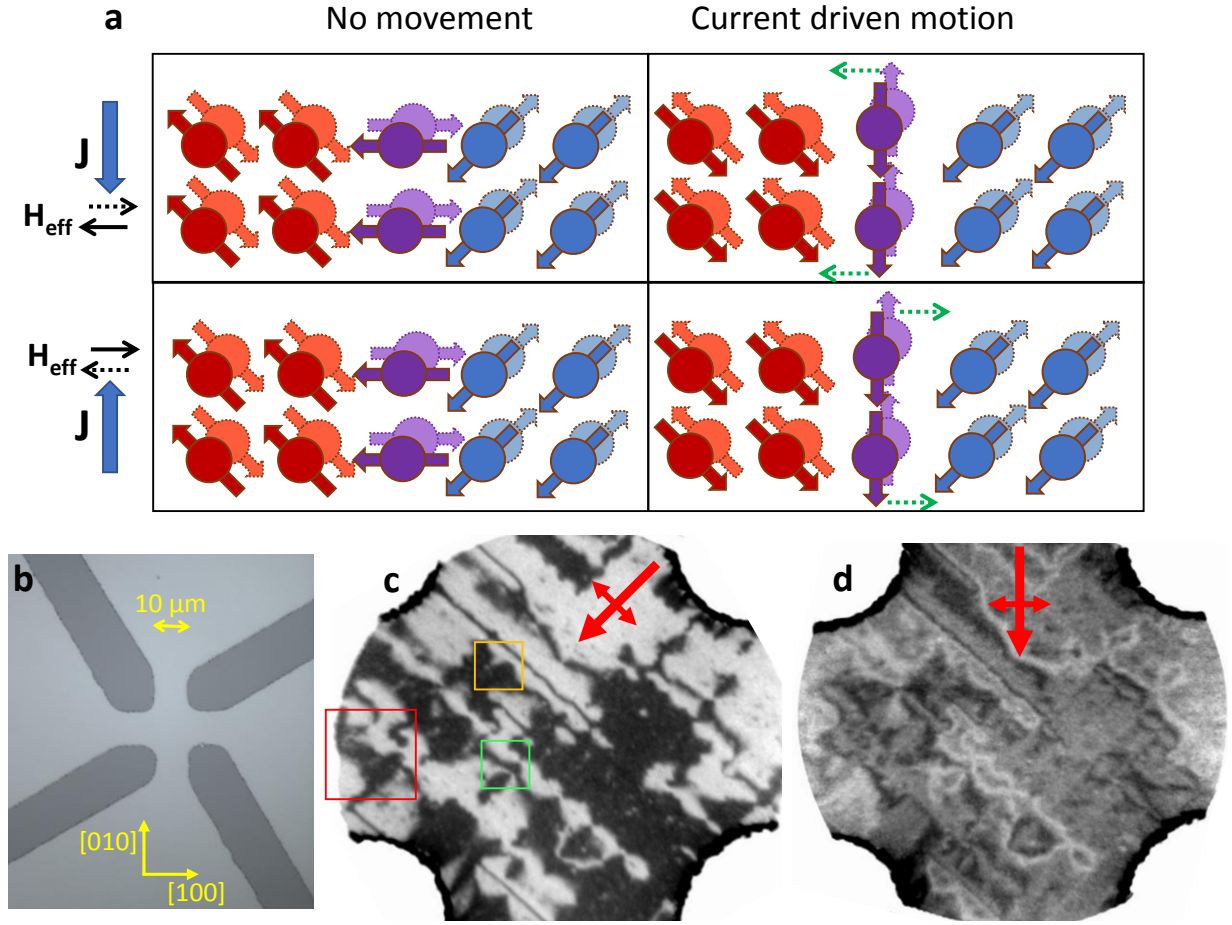 a
No movement
Current driven motion
J
Heff
Heff
J
b
10 µm
[010]
[100]
c
d